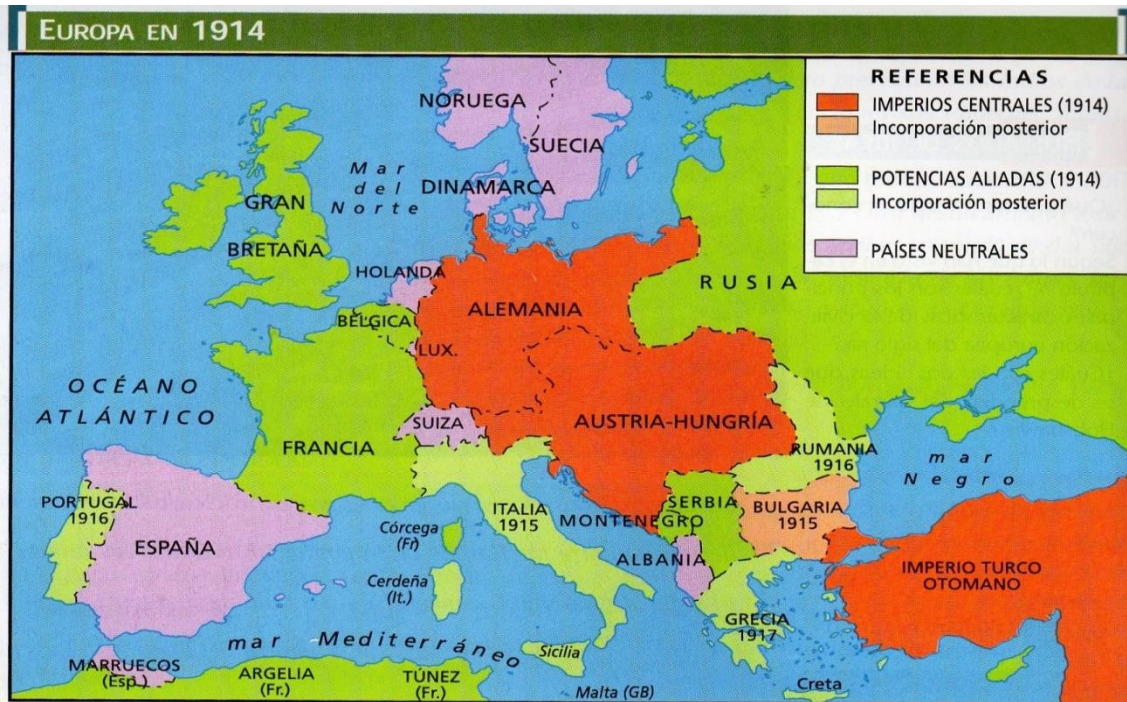 EUROPA EN 1914
REFERENCIAS
IMPERIOS CENTRALES (1914)
Incorporación posterior
POTENCIAS ALIADAS (1914)
Incorporación posterior
PAÍSES NEUTRALES
NORUEGA
SUECIA
Mar
del
Norte
DINAMARCA
GRAN
BRETAÑA
HOLANDA
RUSIA
ALEMANIA
BÉLGICA
LUX.
OCÉANO
ATLÁNTICO
SUIZA
AUSTRIA-HUNGRÍA
FRANCIA
RUMANIA
1916
mar
Negro
PORTUGAL
1916
ITALIA
1915
SERBIA
MONTENEGRO
BULGARIA
1915
Córcega
(Fr)
ESPAÑA
ALBANIA
IMPERIO TURCO
OTOMANO
Cerdeña
(It.)
GRECIA
1917
mar Mediterráneo
Sicilia
MARRUECOS
(Esp.)
ARGELIA
(Fr.)
TÚNEZ
(Fr.)
Malta (GB)
Creta